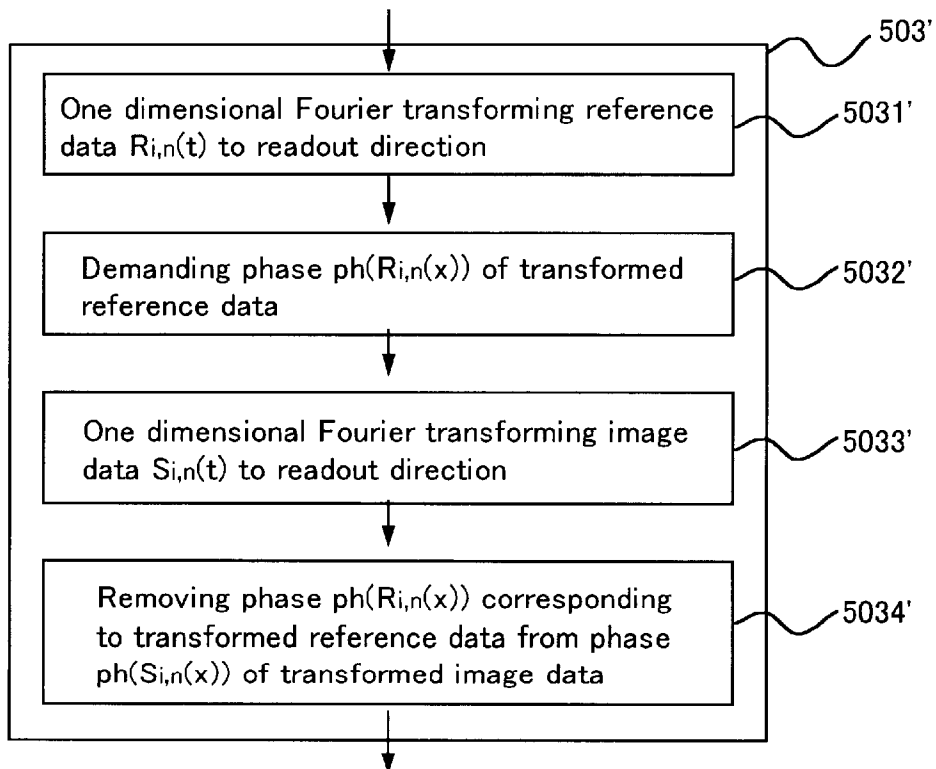 503'
One dimensional Fourier transforming reference
data Ri,n(t) to readout direction
5031'
Demanding phase ph(Ri,n(x)) of transformed
reference data
5032'
One dimensional Fourier transforming image
data Si,n(t) to readout direction
5033'
Removing phase ph(Ri,n(x)) corresponding
to transformed reference data from phase
ph(Si,n(x)) of transformed image data
5034'